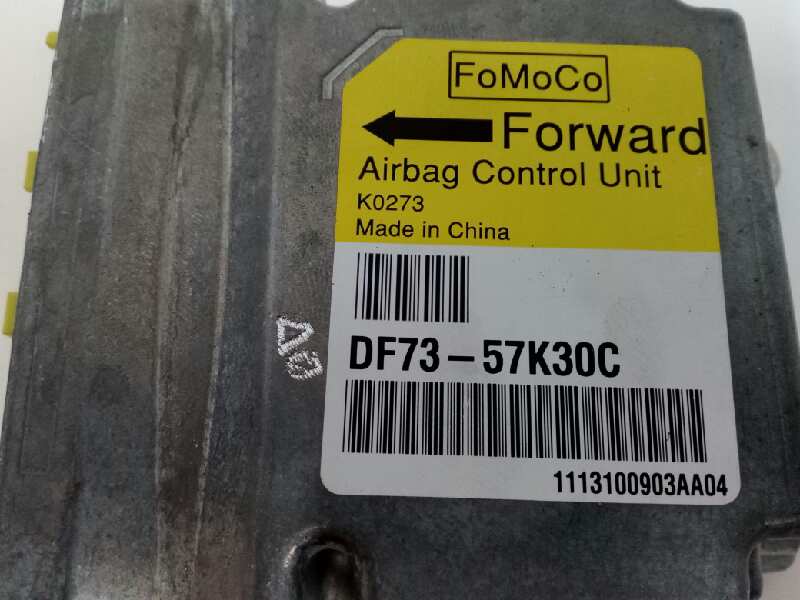 FoMoCo
Forward
Airbag Control Unit
K0273
Made in China
DF73-57K30C
1113100903AA04